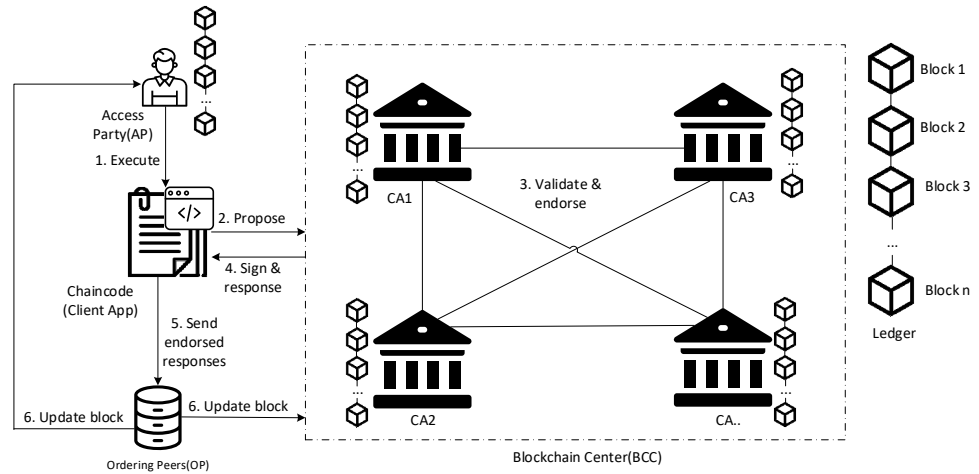 ...
Access
Party(AP)
1. Execute
</>
2. Propose
4. Sign &
response
Chaincode
(Client App)
5. Send
endorsed
responses
6. Update block
6. Update block
Ordering Peers(OP)
...
CA1
3. Validate &
endorse
...
CA3
...
CA2
...
CA..
Blockchain Center(BCC)
Block 1
Block 2
Block 3
...
Block n
Ledger